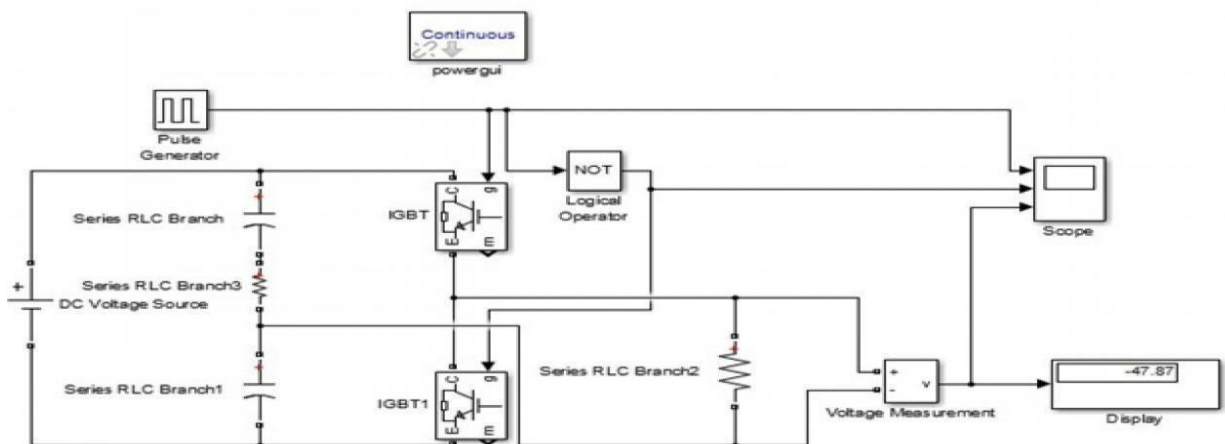 Continuous
powergui
Pulse
Generator
NOT
Logical
Operator
Scope
Series RLC Branch
IGBT
C
g
E
m
Series RLC Branch3
+
DC Voltage Source
Series RLC Branch1
IGBT1
C
g
E
m
Series RLC Branch2
+
-
v
Voltage Measurement
-47.87
Display